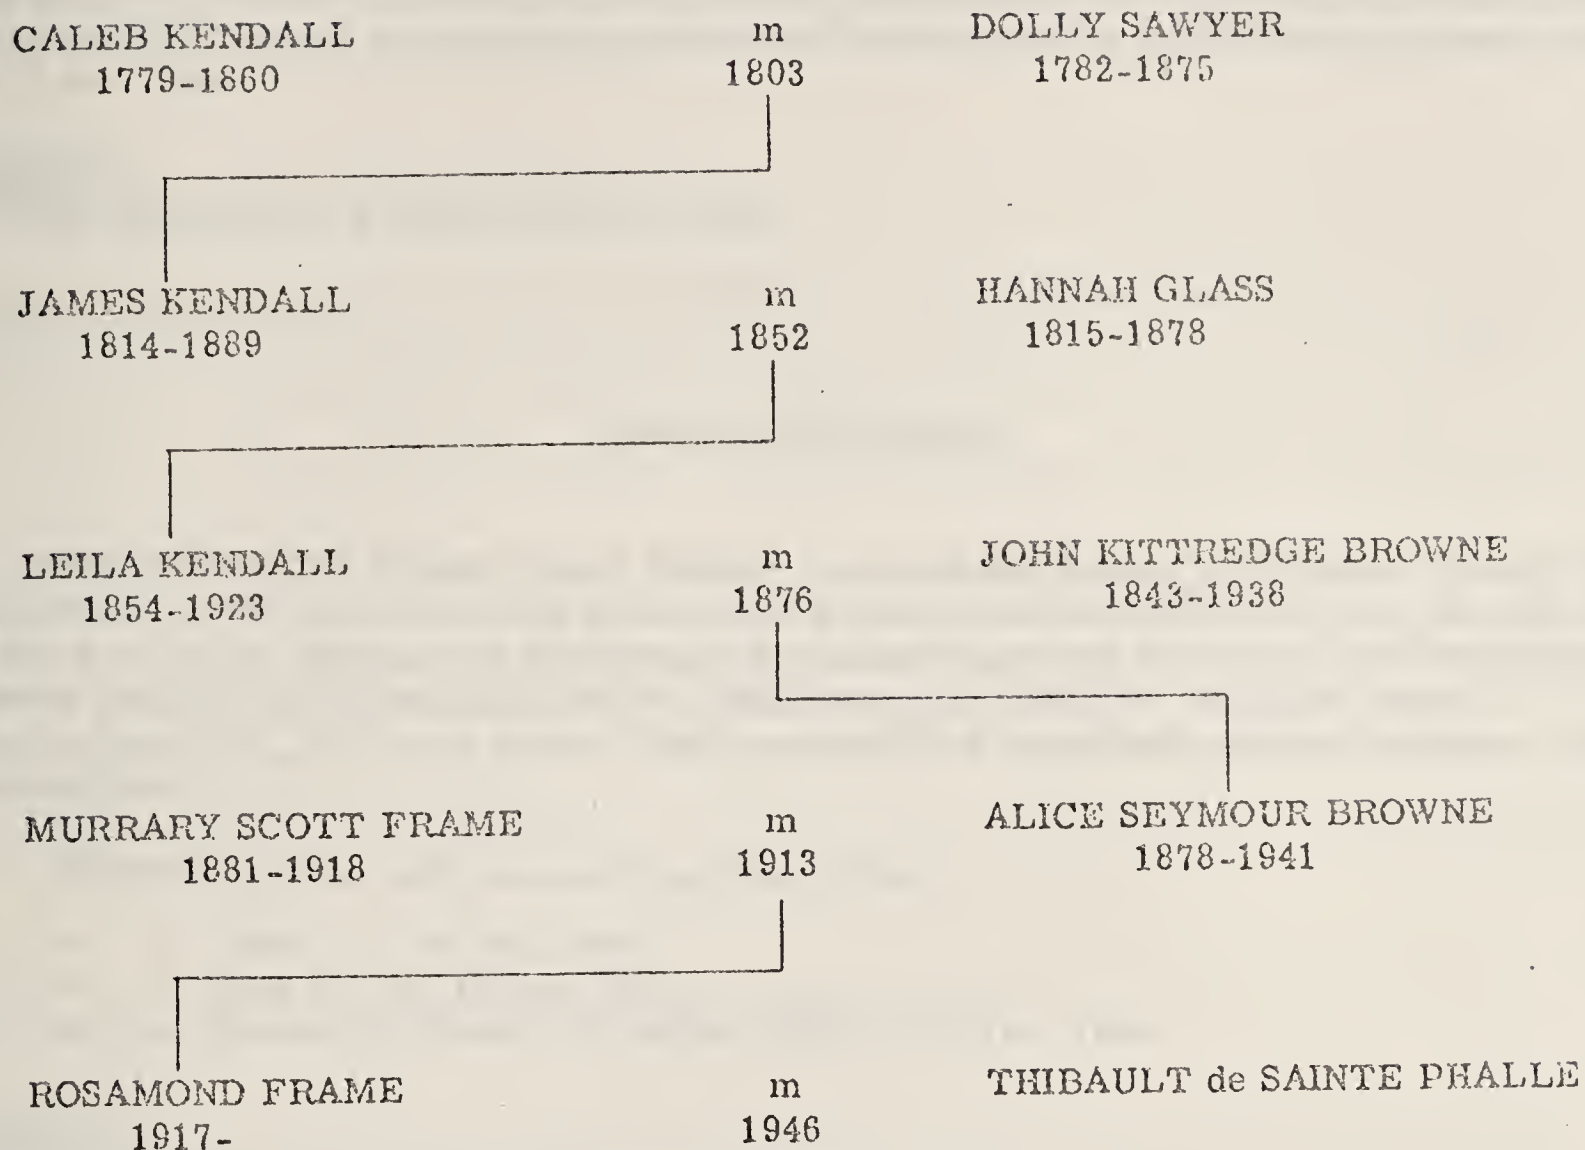 CALEB KENDALL m DOLLY SAWYER
1779-1860 1803 1782-1875
JAMES KENDALL m HANNAH GLASS
1814-1889 1852 1815-1878
LEILA KENDALL m JOHN KITTREDGE BROWNE
1854-1923 1876 1843-1938
MURRARY SCOTT FRAME m ALICE SEYMOUR BROWNE
1881-1918 1913 1878-1941
ROSAMOND FRAME m THIBAULT de SAINTE PHALLE
1917- 1946